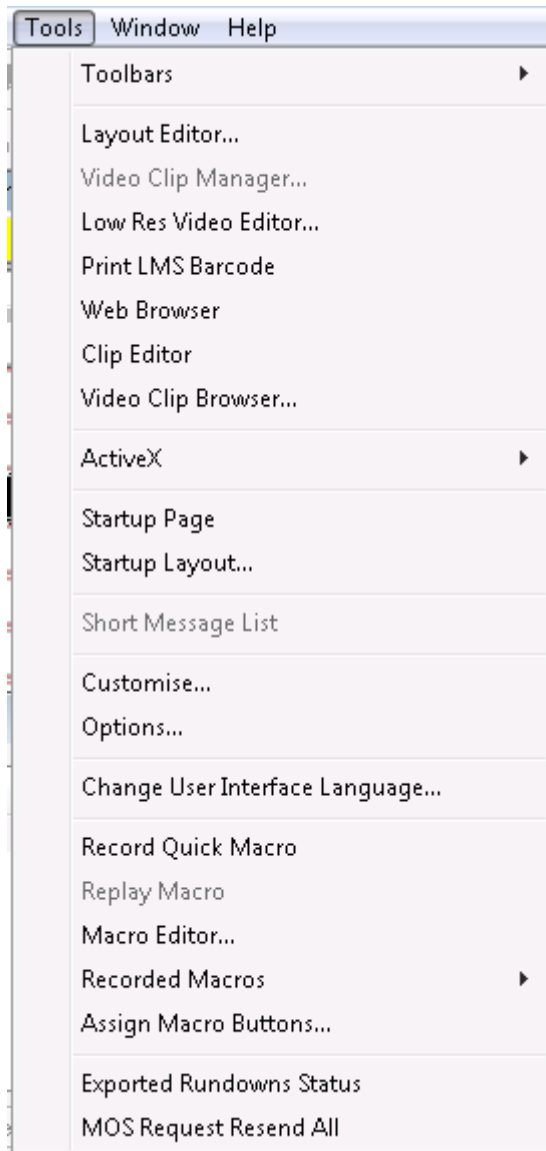 Tools Window Help
Toolbars
Layout Editor...
Video Clip Manager...
Low Res Video Editor...
Print LMS Barcode
Web Browser
Clip Editor
Video Clip Browser...
ActiveX
Startup Page
Startup Layout...
Short Message List
Customise...
Options...
Change User Interface Language...
Record Quick Macro
Replay Macro
Macro Editor...
Recorded Macros
Assign Macro Buttons...
Exported Rundowns Status
MOS Request Resend All